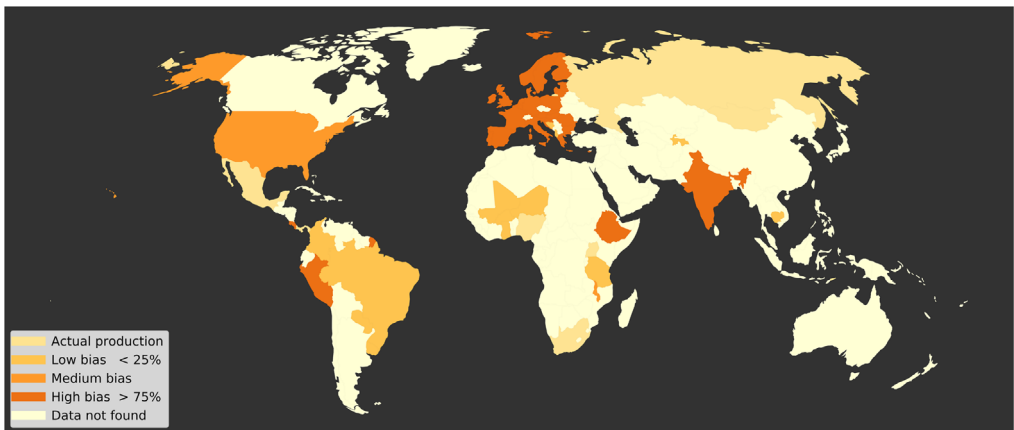 Actual production
Low bias < 25%
Medium bias
High bias > 75%
Data not found